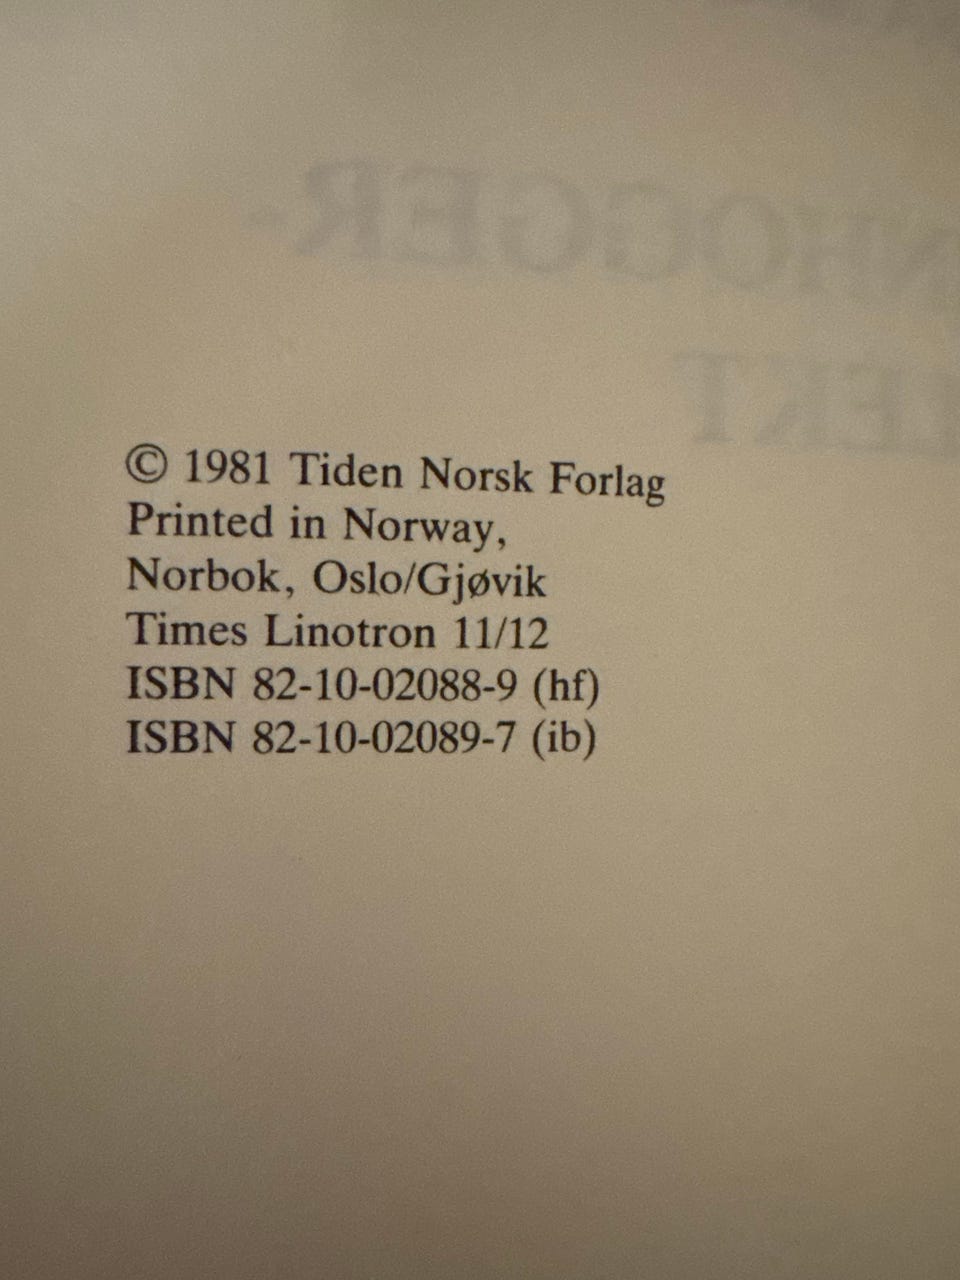 © 1981 Tiden Norsk Forlag
Printed in Norway,
Norbok, Oslo/Gjøvik
Times Linotron 11/12
ISBN 82-10-02088-9 (hf)
ISBN 82-10-02089-7 (ib)